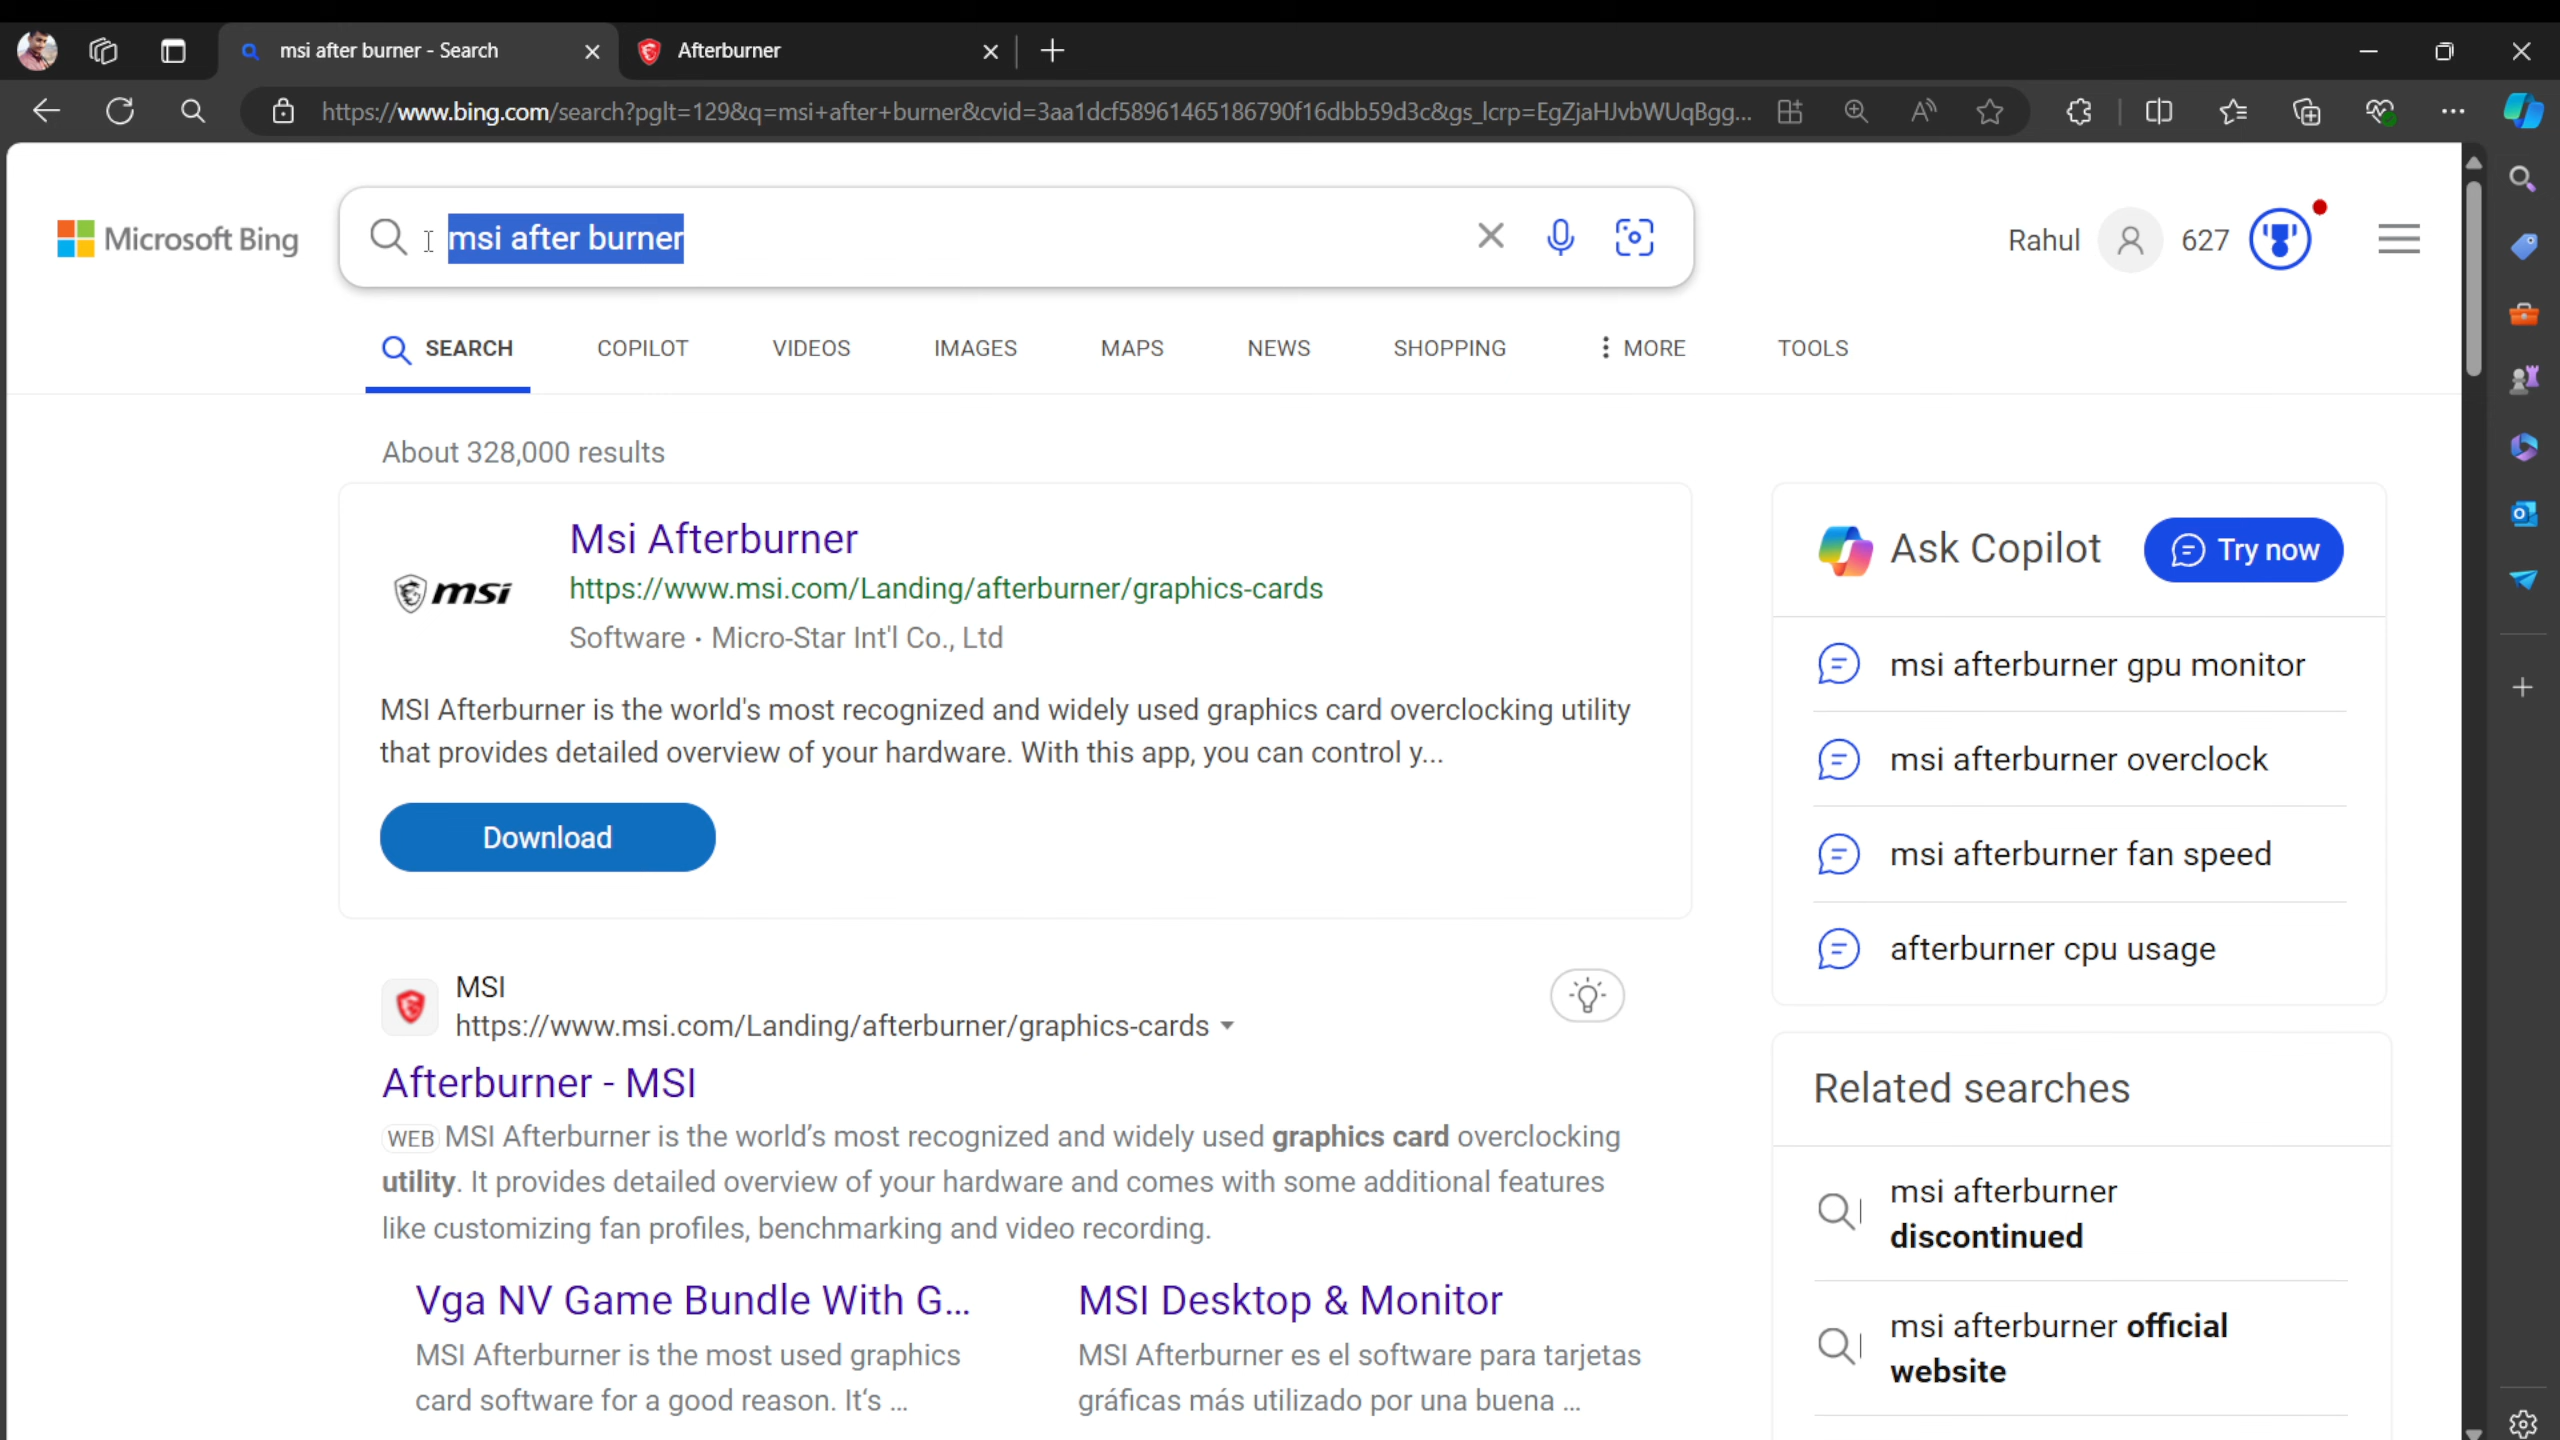 msi after burner - Search
Afterburner
https://www.bing.com/search?pglt=129&q=msi+after+burner&cvid=3aa1dcf58961465186790f16dbb59d3c&gs_lcrp=EgZjaHJvbWUqBgg...
Microsoft Bing
msi after burner
Rahul
627
SEARCH
COPILOT
VIDEOS
IMAGES
MAPS
NEWS
SHOPPING
MORE
TOOLS
About 328,000 results
msi
Msi Afterburner
https://www.msi.com/Landing/afterburner/graphics-cards
Software · Micro-Star Int'l Co., Ltd
MSI Afterburner is the world's most recognized and widely used graphics card overclocking utility
that provides detailed overview of your hardware. With this app, you can control y...
Download
MSI
https://www.msi.com/Landing/afterburner/graphics-cards
Afterburner - MSI
WEB MSI Afterburner is the world's most recognized and widely used graphics card overclocking
utility. It provides detailed overview of your hardware and comes with some additional features
like customizing fan profiles, benchmarking and video recording.
Vga NV Game Bundle With G...
MSI Afterburner is the most used graphics
card software for a good reason. It's ...
MSI Desktop & Monitor
MSI Afterburner es el software para tarjetas
gráficas más utilizado por una buena ...
Ask Copilot
Try now
msi afterburner gpu monitor
msi afterburner overclock
msi afterburner fan speed
afterburner cpu usage
Related searches
msi afterburner
discontinued
msi afterburner official
website